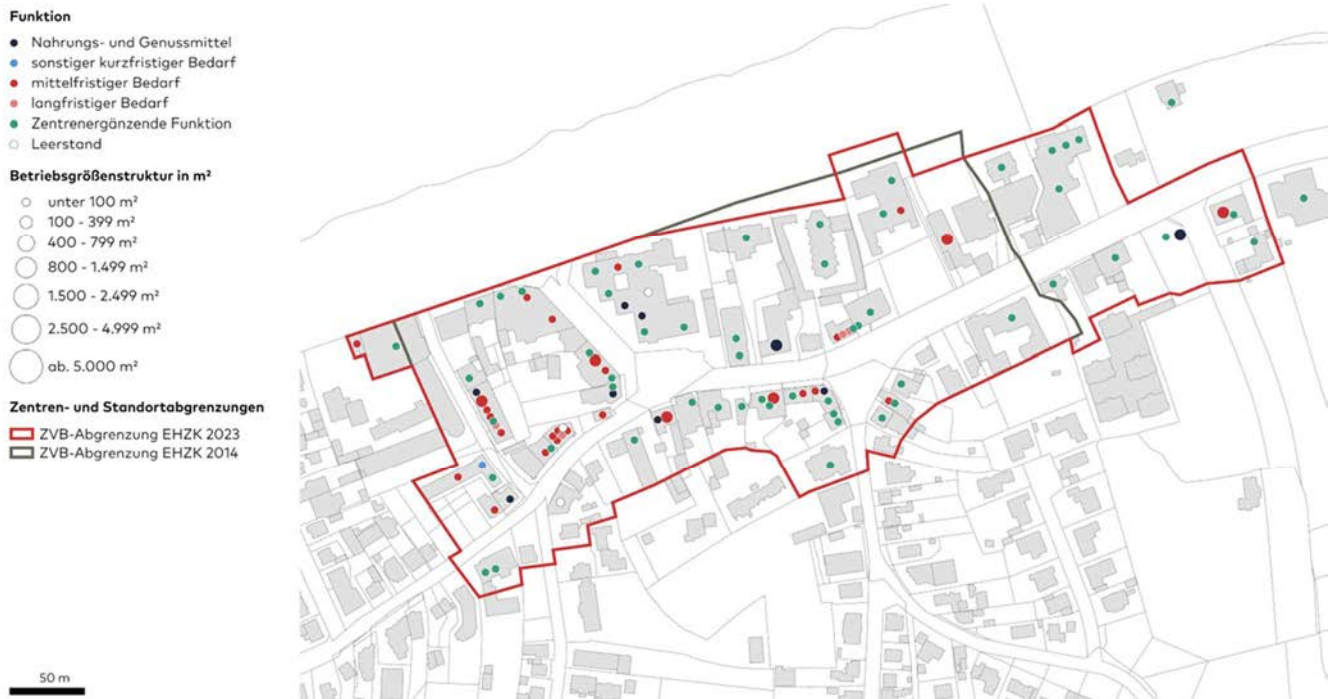 Funktion
Nahrungs- und Genussmittel
sonstiger kurzfristiger Bedarf
mittelfristiger Bedarf
langfristiger Bedarf
Zentrenergänzende Funktion
Leerstand
Betriebsgrößenstruktur in m²
unter 100 m²
100 - 399 m²
400 - 799 m²
800 - 1.499 m²
1.500 - 2.499 m²
2.500 - 4.999 m²
ab. 5.000 m²
Zentren- und Standortabgrenzungen
ZVB-Abgrenzung EHZK 2023
ZVB-Abgrenzung EHZK 2014
50 m